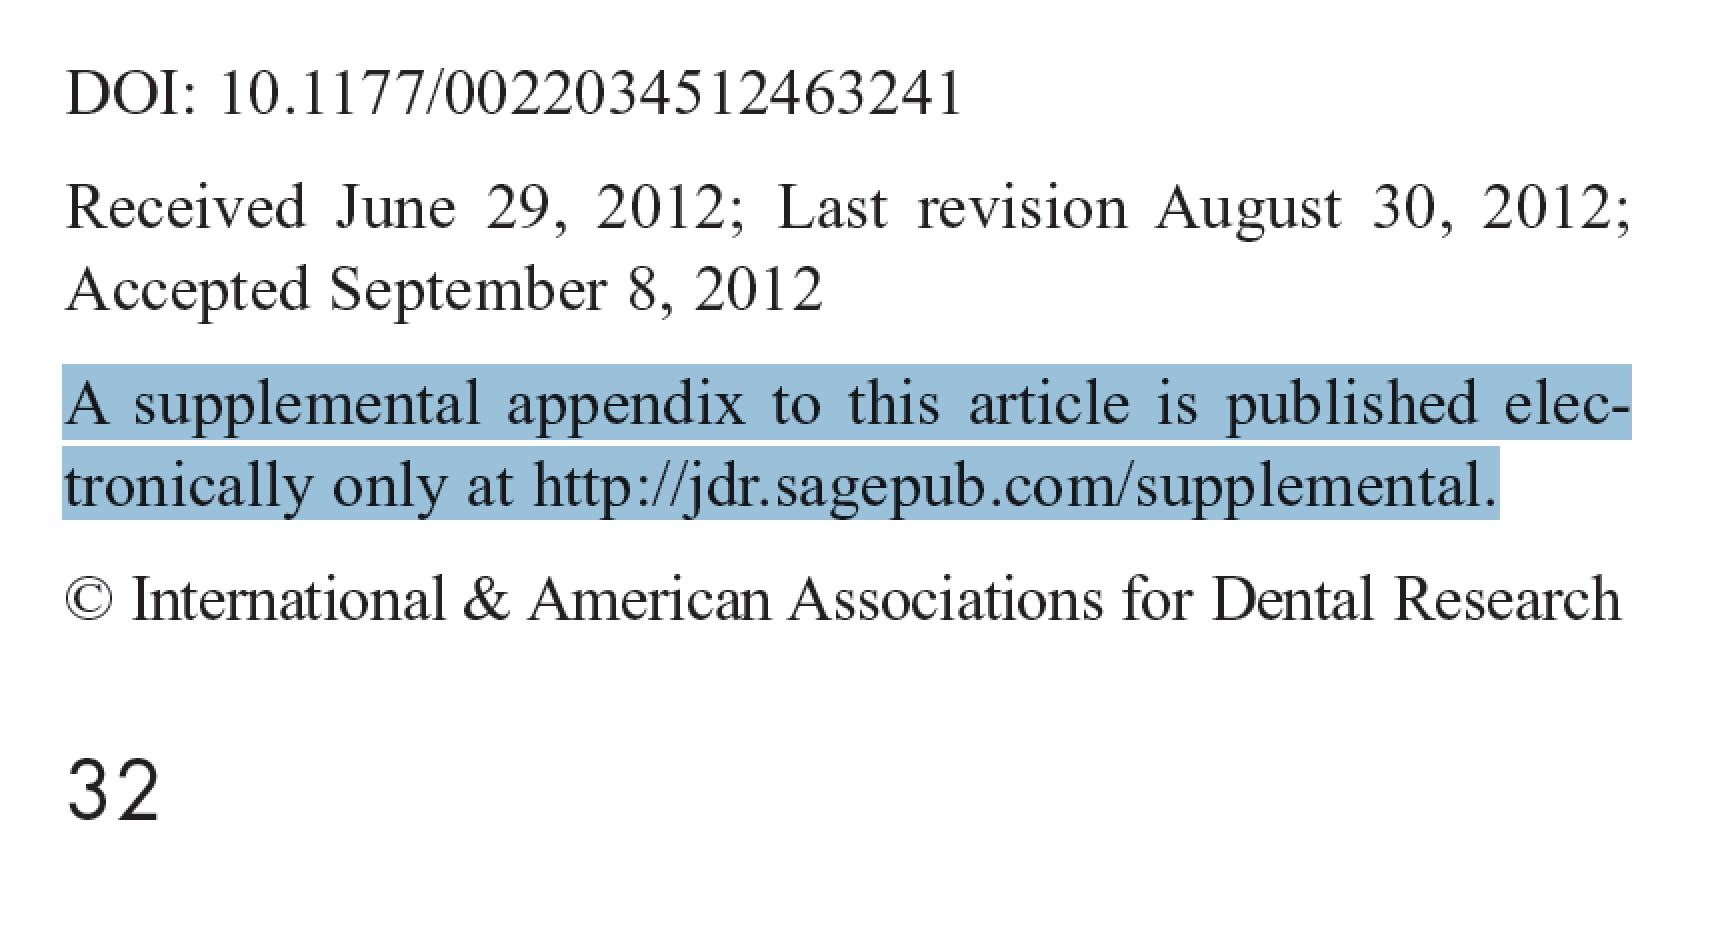 DOI: 10.1177/0022034512463241
Received June 29, 2012; Last revision August 30, 2012;
Accepted September 8, 2012
A supplemental appendix to this article is published elec-
tronically only at http://jdr.sagepub.com/supplemental.
© International & American Associations for Dental Research
32